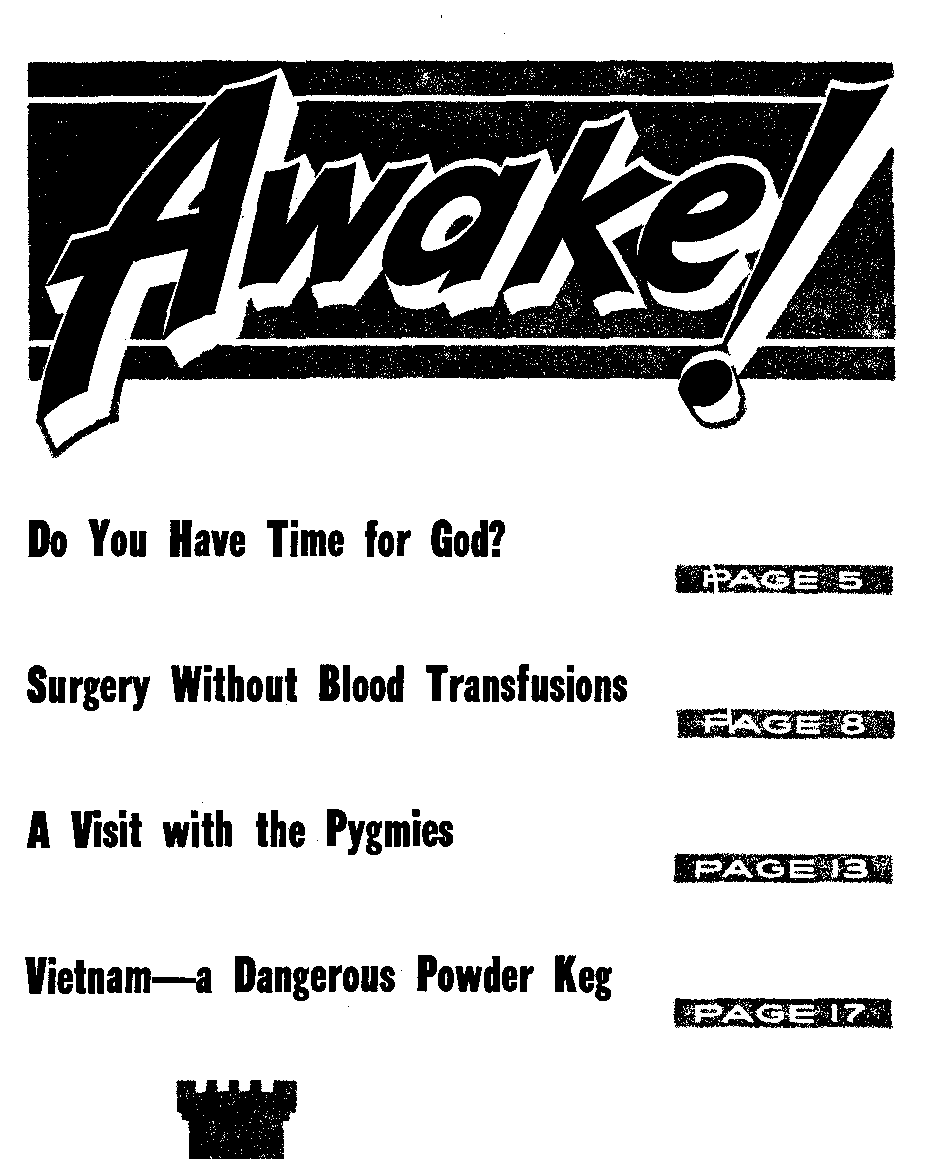 Awake!
Do You Have Time for God?
PAGE 5
Surgery Without Blood Transfusions
PAGE 8
A Visit with the Pygmies
PAGE 13
Vietnam—a Dangerous Powder Keg
PAGE 17